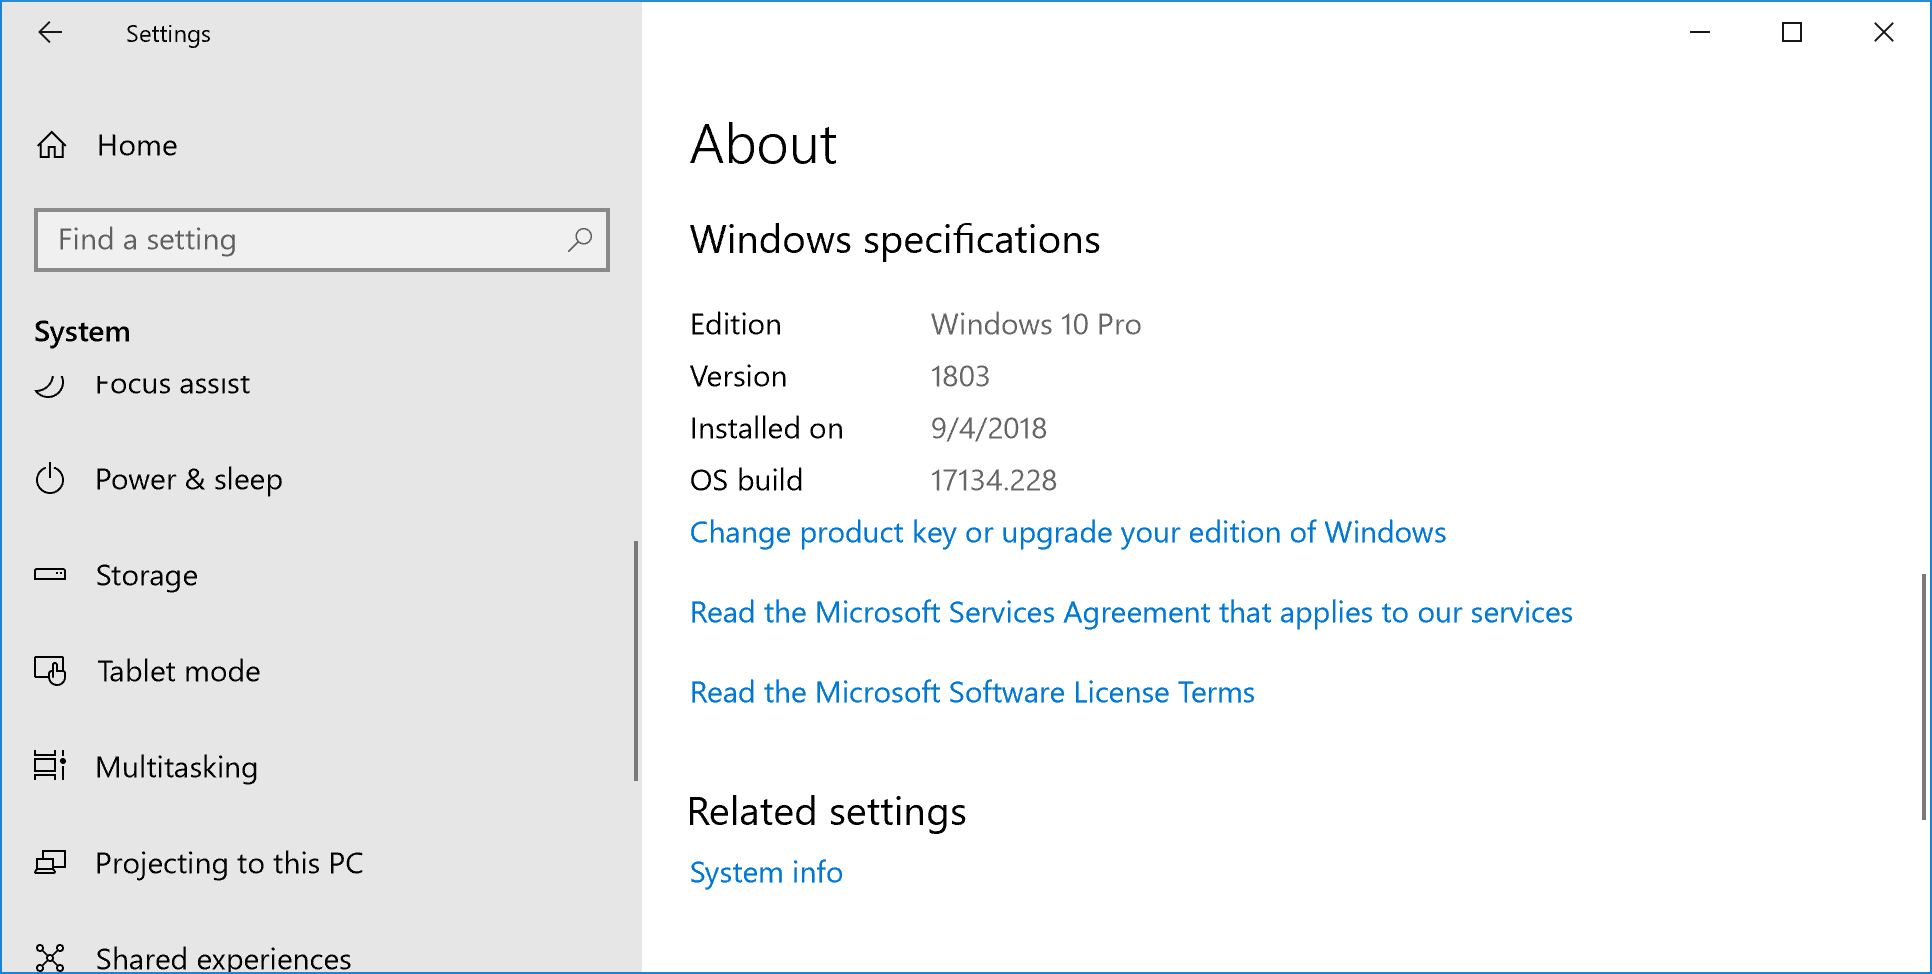 Settings
Home
Find a setting
System
Focus assist
Power & sleep
Storage
Tablet mode
Multitasking
Projecting to this PC
Shared experiences
About
Windows specifications
Edition Windows 10 Pro
Version 1803
Installed on 9/4/2018
OS build 17134.228
Change product key or upgrade your edition of Windows
Read the Microsoft Services Agreement that applies to our services
Read the Microsoft Software License Terms
Related settings
System info